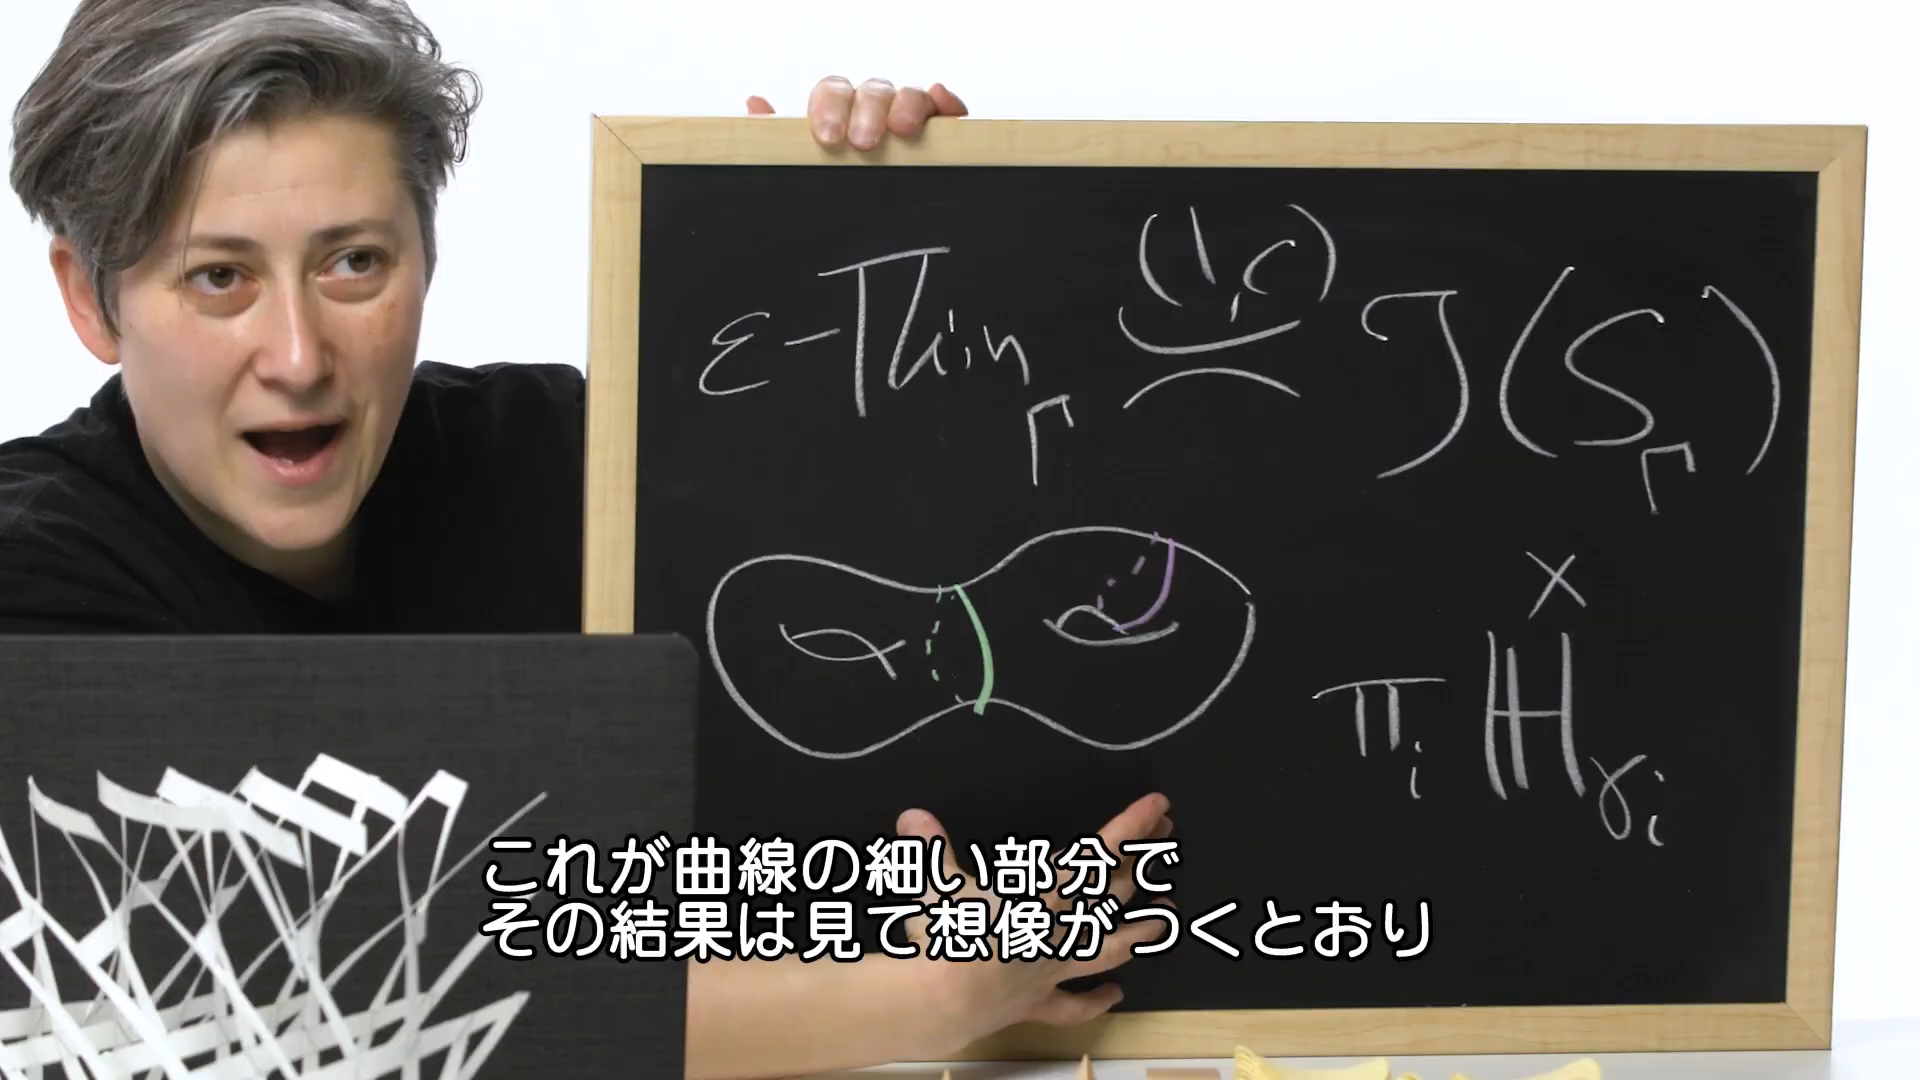 ε-Thin_Γ ≍^(1,c) T(S_Γ)
×
π_i ℍ_γi
これが曲線の細い部分で
その結果は見て想像がつくとおり